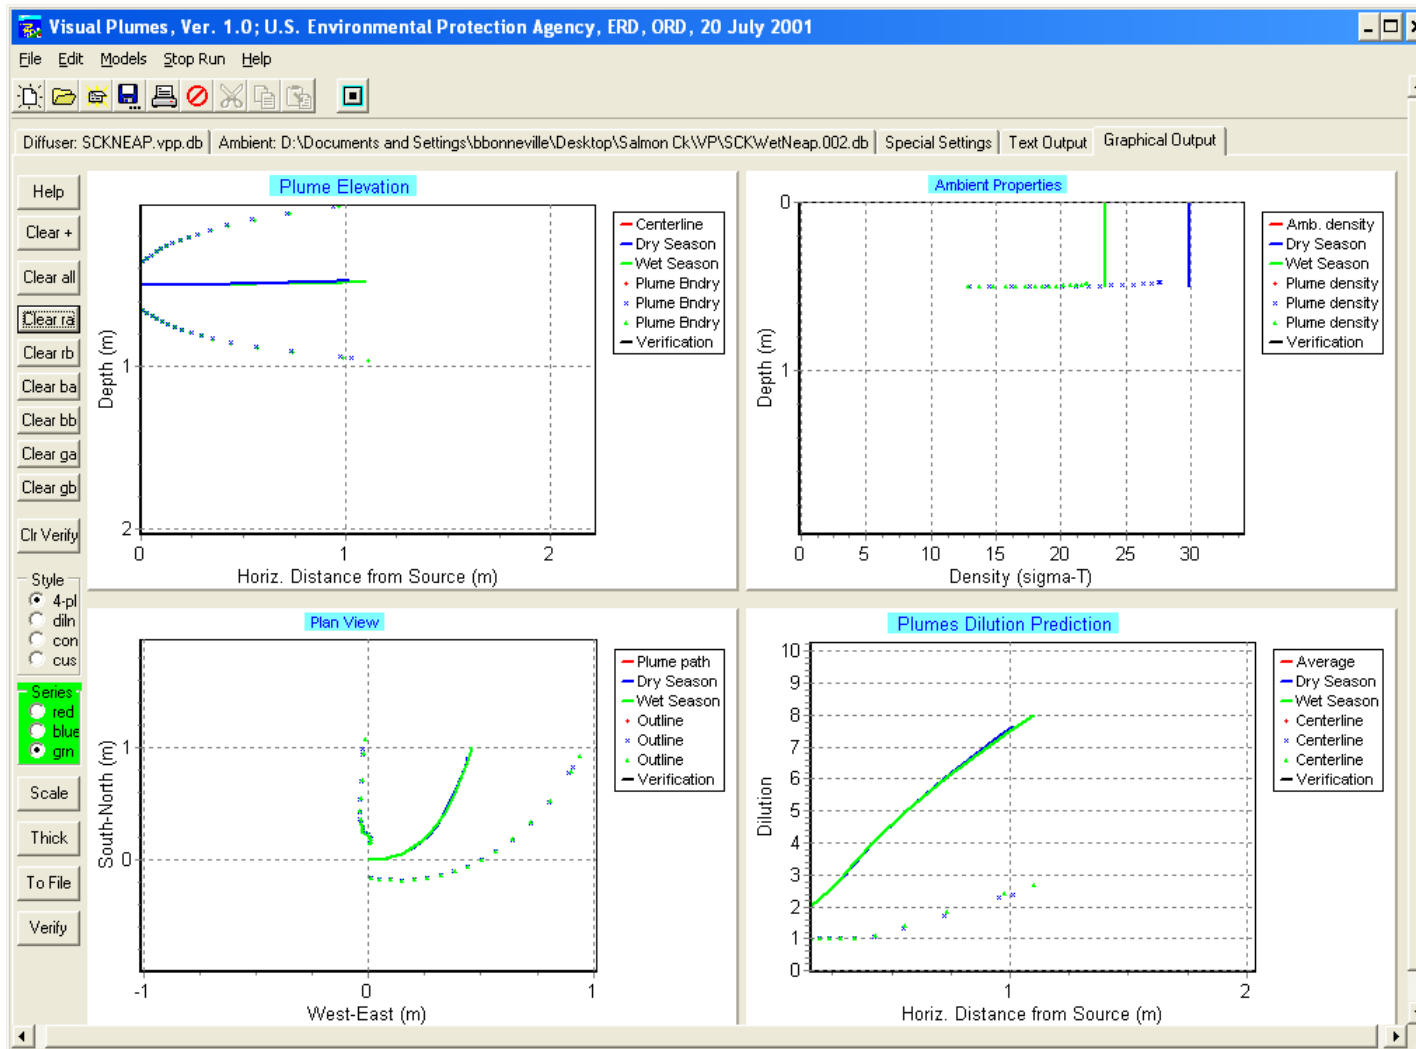 Visual Plumes, Ver. 1.0; U.S. Environmental Protection Agency, ERD, ORD, 20 July 2001
File Edit Models Stop Run Help
Diffuser: SCKNEAP.vpp.db Ambient: D:\Documents and Settings\bbonneville\Desktop\Salmon Ck\VP\SCKWetNeap.002.db Special Settings Text Output Graphical Output
Help
Clear +
Clear all
Clear ra
Clear rb
Clear ba
Clear bb
Clear ga
Clear gb
Clr Verify
Style
4-pl
diln
con
cus
Series
red
blue
grn
Scale
Thick
To File
Verify
Plume Elevation
Depth (m)
1
2
0 1 2
Horiz. Distance from Source (m)
Centerline
Dry Season
Wet Season
Plume Bndry
Plume Bndry
Plume Bndry
Verification
Ambient Properties
Depth (m)
0
1
0 5 10 15 20 25 30
Density (sigma-T)
Amb. density
Dry Season
Wet Season
Plume density
Plume density
Plume density
Verification
Plan View
South-North (m)
1
0
-1 0 1
West-East (m)
Plume path
Dry Season
Wet Season
Outline
Outline
Outline
Verification
Plumes Dilution Prediction
Dilution
10
9
8
7
6
5
4
3
2
1
0
1 2
Horiz. Distance from Source (m)
Average
Dry Season
Wet Season
Centerline
Centerline
Centerline
Verification